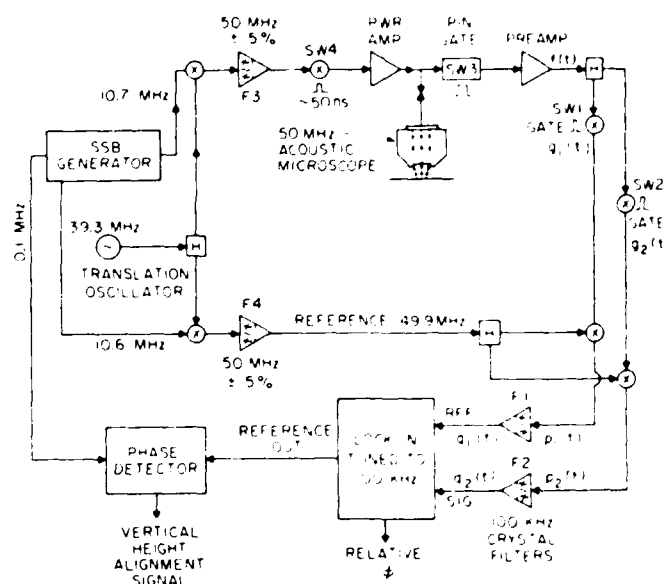 50 MHz
± 5%
SW4
PWR
AMP
PIN
GATE
PREAMP
f(t)
H
10.7 MHz
F3
~50ns
SW3
SW1
GATE
g₁(t)
SSB
GENERATOR
50 MHz
ACOUSTIC
MICROSCOPE
SW2
GATE
g₂(t)
0.1 MHz
39.3 MHz
~
H
TRANSLATION
OSCILLATOR
F4
REFERENCE 49.9MHz
H
10.6 MHz
50 MHz
± 5%
F1
REF
q₁(t)
p₁(t)
REFERENCE
OUT
LOCK-IN
TUNED TO
100 KHz
PHASE
DETECTOR
F2
q₂(t)
SIG
p₂(t)
100 KHz
CRYSTAL
FILTERS
VERTICAL
HEIGHT
ALIGNMENT
SIGNAL
RELATIVE